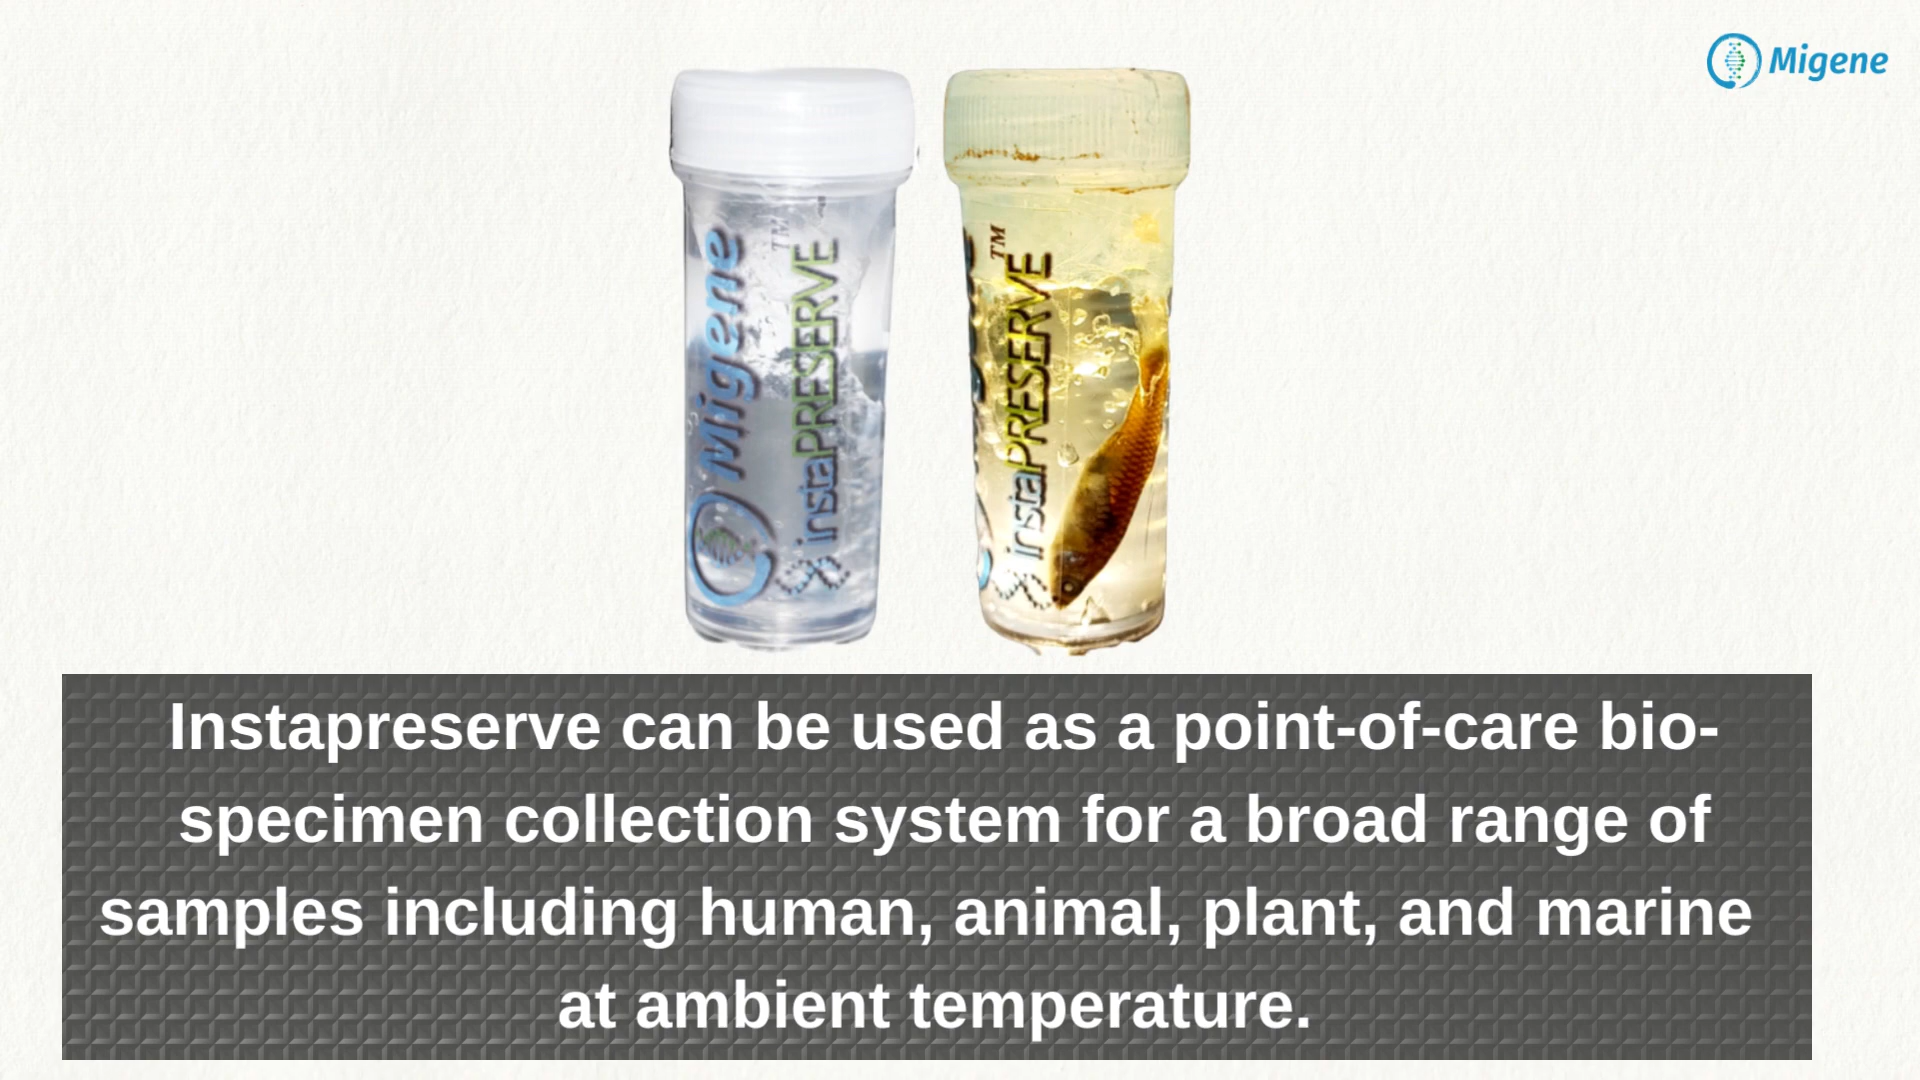 Migene
Migene
instaPRESERVE™
instaPRESERVE™
Instapreserve can be used as a point-of-care bio-
specimen collection system for a broad range of
samples including human, animal, plant, and marine
at ambient temperature.